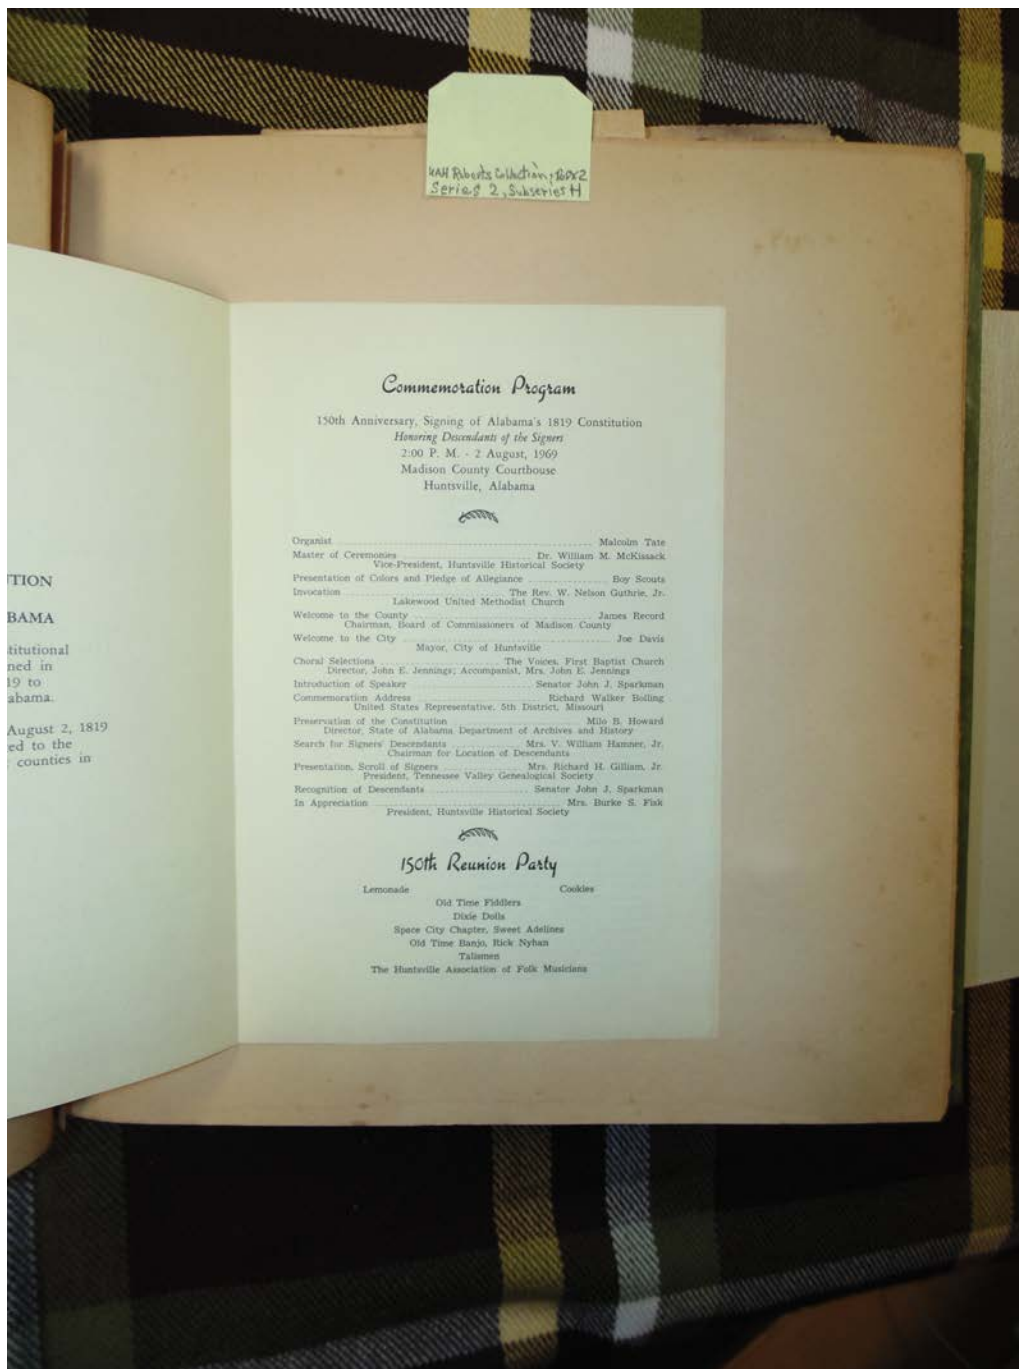 UAH Roberts Collection, Box 2
Series 2, Subseries H
TION
BAMA
titutional
ned in
19 to
abama.
August 2, 1819
ed to the
counties in
Commemoration Program
150th Anniversary, Signing of Alabama's 1819 Constitution
Honoring Descendants of the Signers
2:00 P. M. - 2 August, 1969
Madison County Courthouse
Huntsville, Alabama
Organist Malcolm Tate
Master of Ceremonies Dr. William M. McKissack
Vice-President, Huntsville Historical Society
Presentation of Colors and Pledge of Allegiance Boy Scouts
Invocation The Rev. W. Nelson Guthrie, Jr.
Lakewood United Methodist Church
Welcome to the County James Record
Chairman, Board of Commissioners of Madison County
Welcome to the City Joe Davis
Mayor, City of Huntsville
Choral Selections The Voices, First Baptist Church
Director, John E. Jennings; Accompanist, Mrs. John E. Jennings
Introduction of Speaker Senator John J. Sparkman
Commemoration Address Richard Walker Bolling
United States Representative, 5th District, Missouri
Preservation of the Constitution Milo B. Howard
Director, State of Alabama Department of Archives and History
Search for Signers' Descendants Mrs. V. William Hamner, Jr.
Chairman for Location of Descendants
Presentation, Scroll of Signers Mrs. Richard H. Gilliam, Jr.
President, Tennessee Valley Genealogical Society
Recognition of Descendants Senator John J. Sparkman
In Appreciation Mrs. Burke S. Fisk
President, Huntsville Historical Society
150th Reunion Party
Lemonade Cookies
Old Time Fiddlers
Dixie Dolls
Space City Chapter, Sweet Adelines
Old Time Banjo, Rick Nyhan
Talismen
The Huntsville Association of Folk Musicians